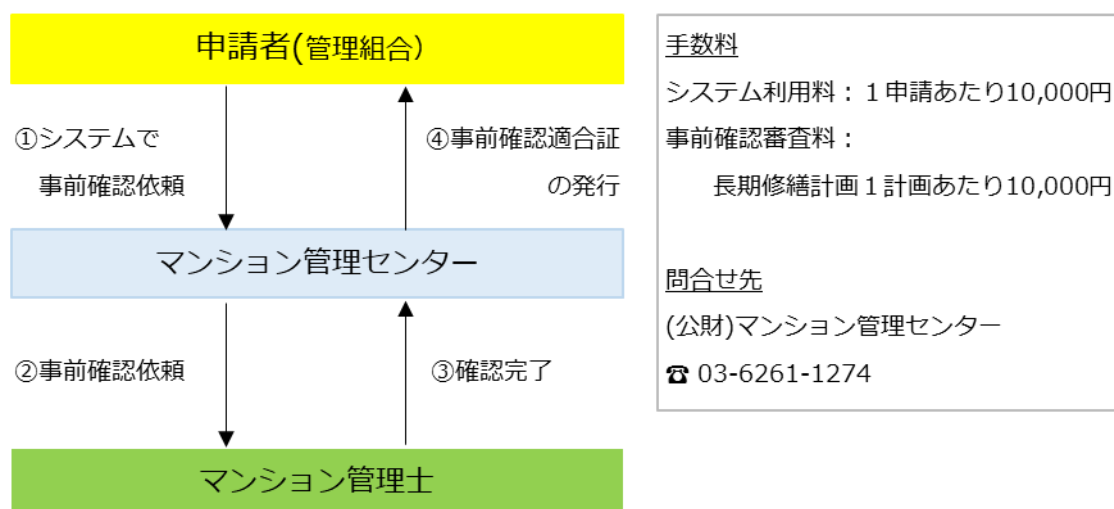 申請者(管理組合）
①システムで
事前確認依頼
④事前確認適合証
の発行
マンション管理センター
②事前確認依頼
③確認完了
マンション管理士
手数料
システム利用料：１申請あたり10,000円
事前確認審査料：
長期修繕計画１計画あたり10,000円
問合せ先
(公財)マンション管理センター
☎ 03-6261-1274